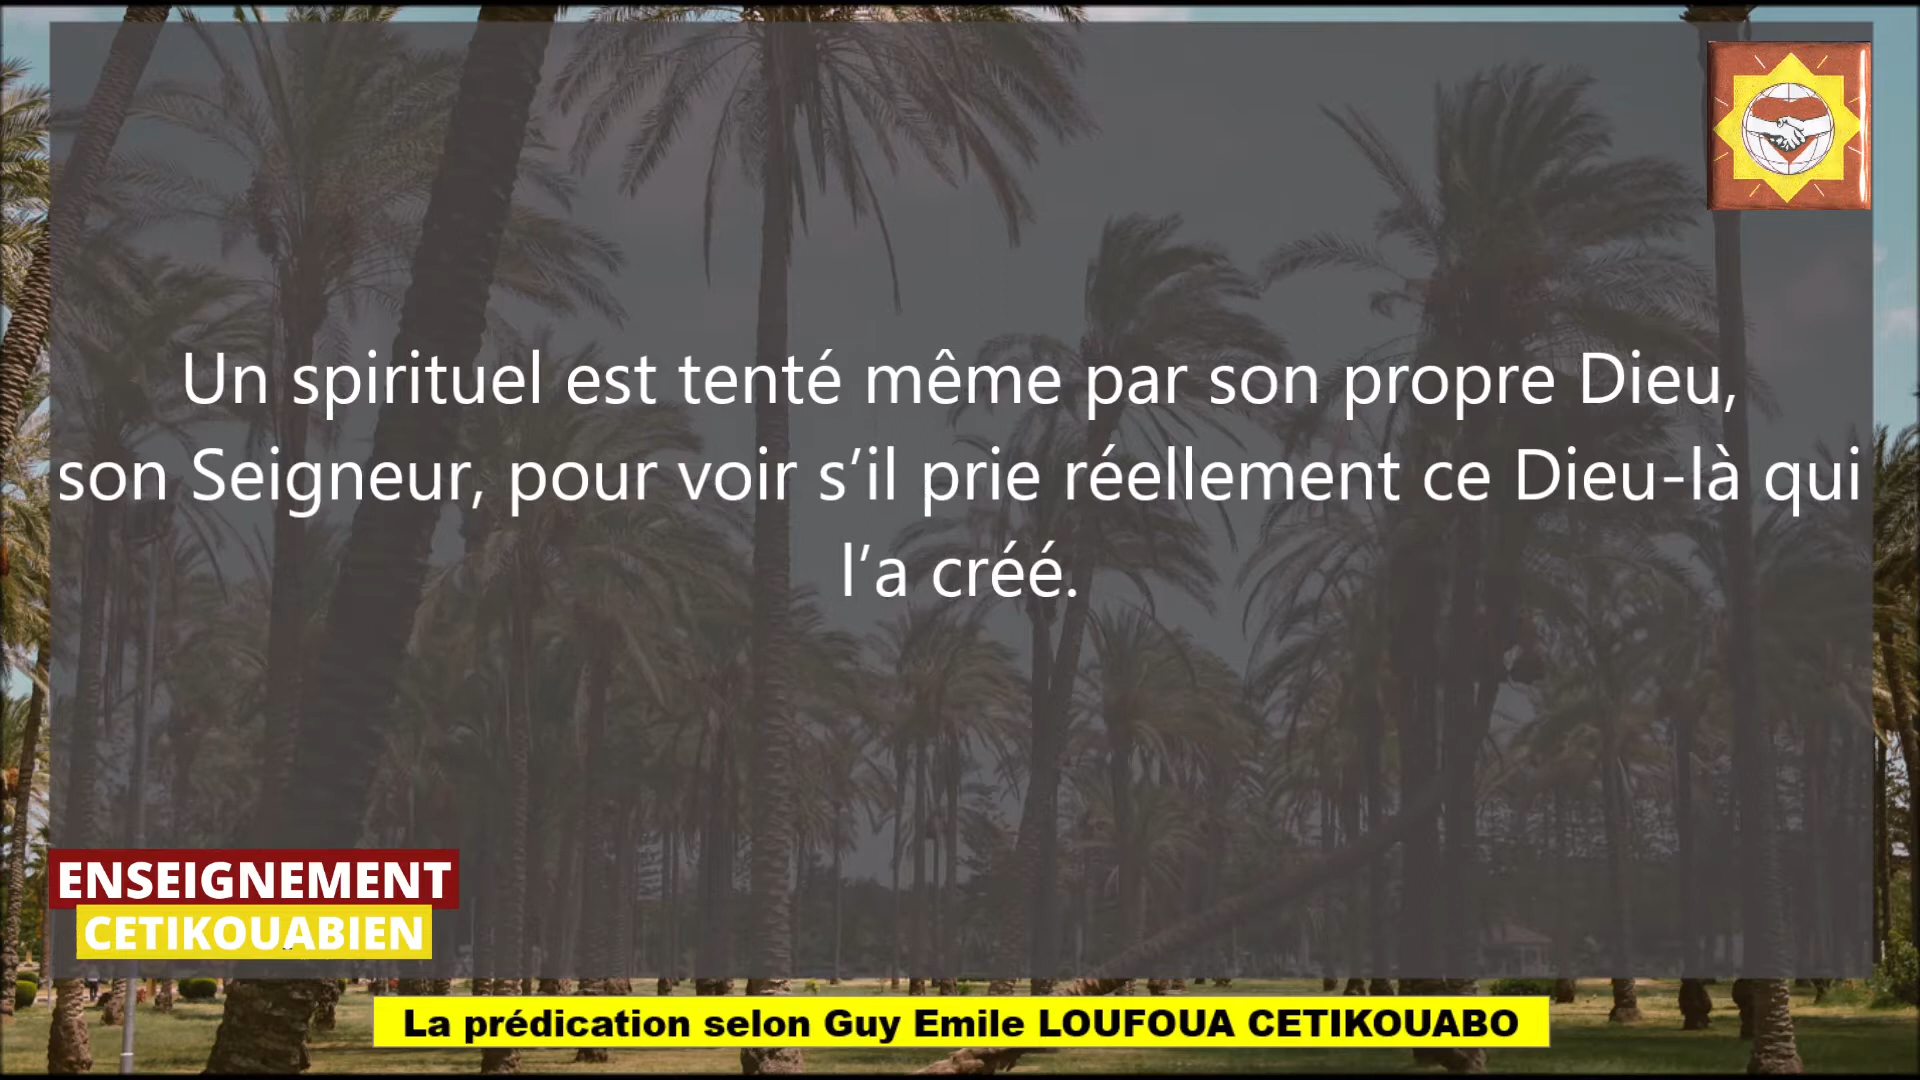 Un spirituel est tenté même par son propre Dieu,
son Seigneur, pour voir s’il prie réellement ce Dieu-là qui
l’a créé.
ENSEIGNEMENT
CETIKOUABIEN
La prédication selon Guy Emile LOUFOUA CETIKOUABO